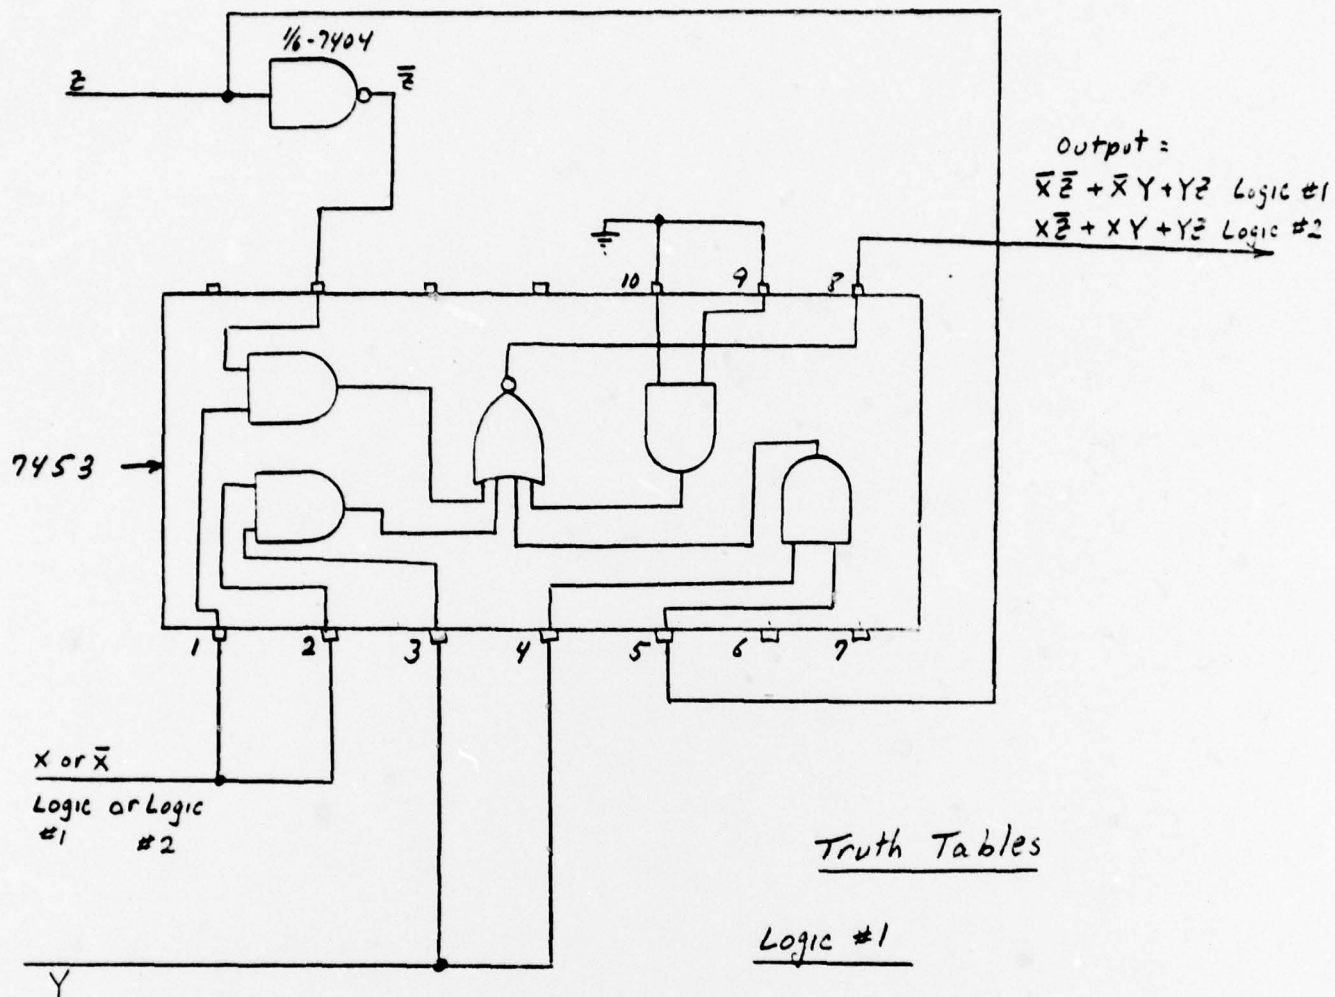 1/6-7404
Z
Z̅
Output =
X̅Z̅ + X̅Y + YZ Logic #1
XZ̅ + XY + YZ Logic #2
10 9 8
7453
1 2 3 4 5 6 7
X or X̅
Logic or Logic
#1 #2
Truth Tables
Logic #1
Y